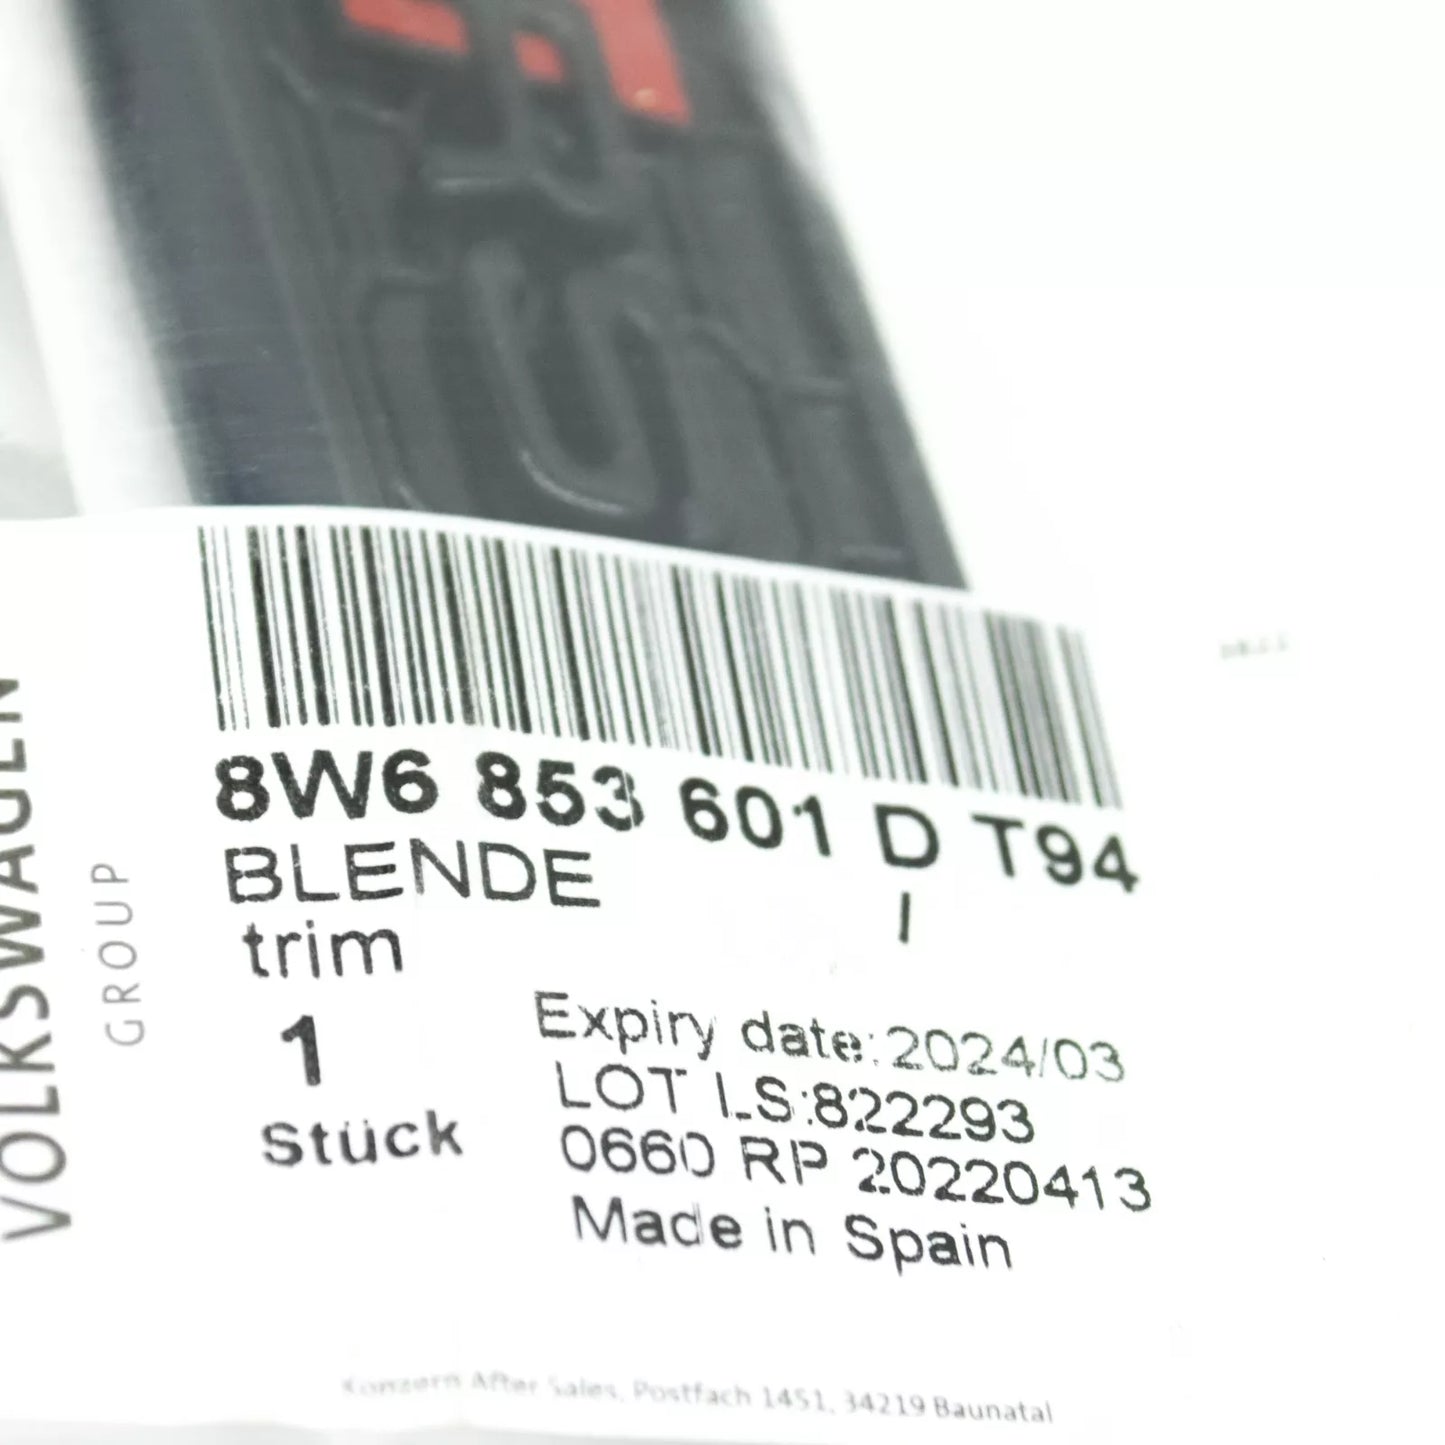 8W6 853 601 D T94
BLENDE
I
trim
1
Stück
Expiry date:2024/03
LOT LS:822293
0660 RP 20220413
Made in Spain
VOLKSWAGEN
GROUP
Konzern After Sales, Postfach 1451, 34219 Baunatal